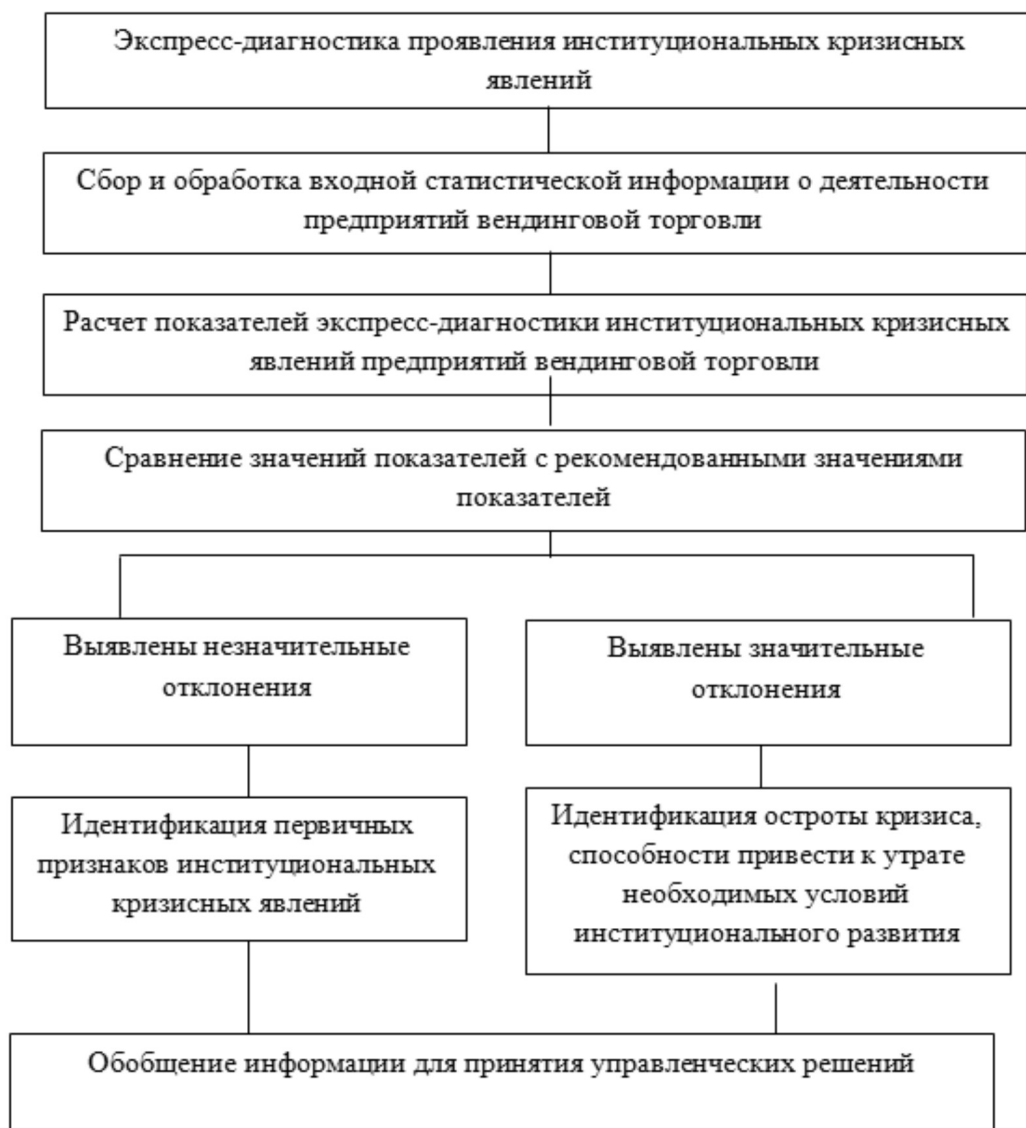 Экспресс-диагностика проявления институциональных кризисных
явлений
Сбор и обработка входной статистической информации о деятельности
предприятий вендинговой торговли
Расчет показателей экспресс-диагностики институциональных кризисных
явлений предприятий вендинговой торговли
Сравнение значений показателей с рекомендованными значениями
показателей
Выявлены незначительные
отклонения
Выявлены значительные
отклонения
Идентификация первичных
признаков институциональных
кризисных явлений
Идентификация остроты кризиса,
способности привести к утрате
необходимых условий
институционального развития
Обобщение информации для принятия управленческих решений